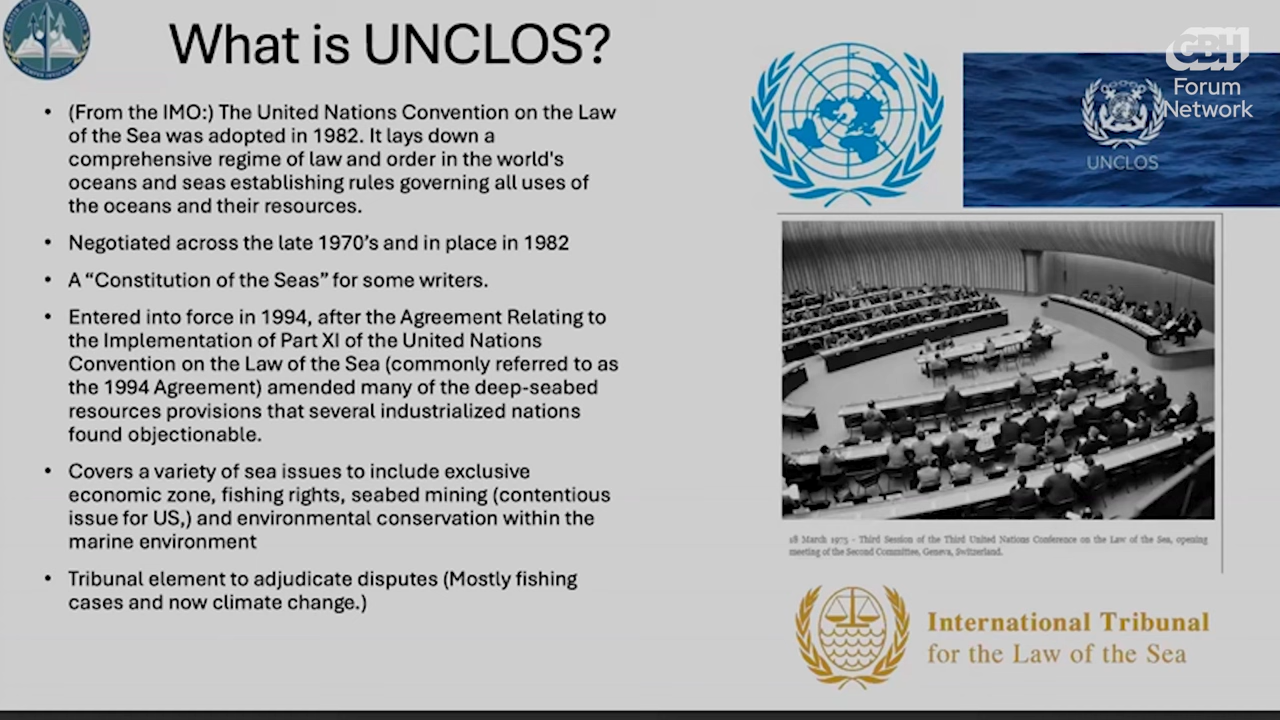 What is UNCLOS?
• (From the IMO:) The United Nations Convention on the Law
of the Sea was adopted in 1982. It lays down a
comprehensive regime of law and order in the world's
oceans and seas establishing rules governing all uses of
the oceans and their resources.
• Negotiated across the late 1970's and in place in 1982
• A “Constitution of the Seas” for some writers.
• Entered into force in 1994, after the Agreement Relating to
the Implementation of Part XI of the United Nations
Convention on the Law of the Sea (commonly referred to as
the 1994 Agreement) amended many of the deep-seabed
resources provisions that several industrialized nations
found objectionable.
• Covers a variety of sea issues to include exclusive
economic zone, fishing rights, seabed mining (contentious
issue for US,) and environmental conservation within the
marine environment
• Tribunal element to adjudicate disputes (Mostly fishing
cases and now climate change.)
GBH
Forum
Network
UNCLOS
18 March 1975 - Third Session of the Third United Nations Conference on the Law of the Sea, opening
meeting of the Second Committee, Geneva, Switzerland.
International Tribunal
for the Law of the Sea